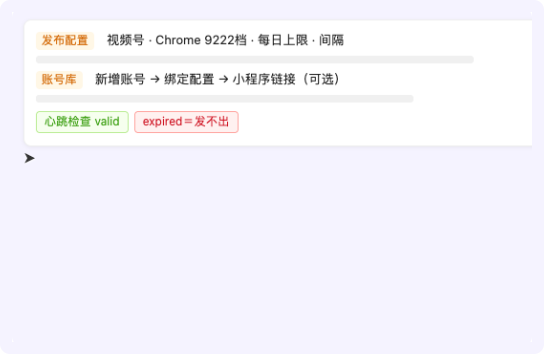 发布配置 视频号 · Chrome 9222档 · 每日上限 · 间隔
账号库 新增账号 → 绑定配置 → 小程序链接（可选）
心跳检查 valid expired＝发不出